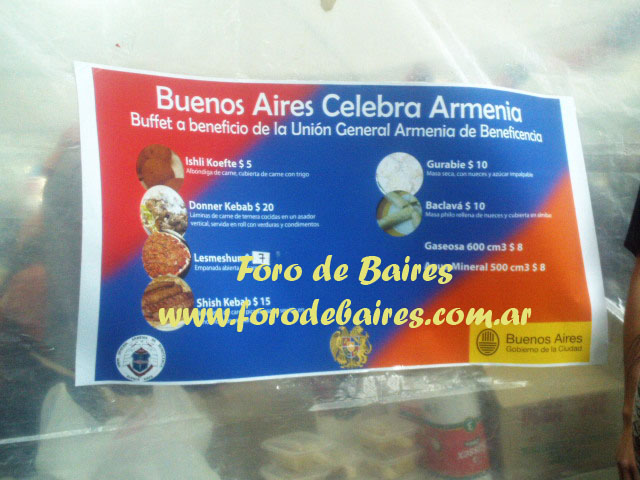 Buenos Aires Celebra Armenia
Buffet a beneficio de la Unión General Armenia de Beneficencia
Ishli Koefte $ 5
Albóndiga de carne, cubierta de carne con trigo
Donner Kebab $ 20
Láminas de carne de ternera cocidas en un asador
vertical; servida en roll con verduras y condimentos
Lesmeshun
Empanada abierta
Shish Kebab $ 15
Gurabie $ 10
Masa seca, con nueces y azúcar impalpable.
Baclavá $ 10
Masa philo rellena de nueces y cubierta en almíbar.
Gaseosa 600 cm3 $ 8
Agua Mineral 500 cm3 $ 8
Foro de Baires
www.forodebaires.com.ar
Buenos Aires
Gobierno de la Ciudad